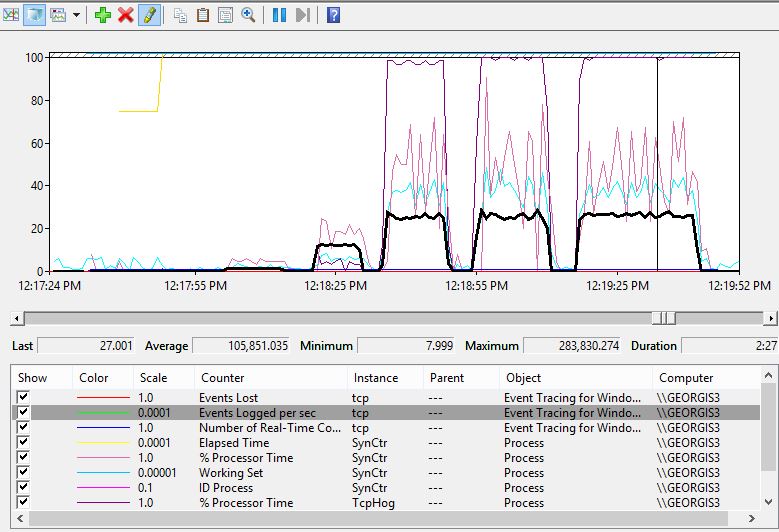 100
80
60
40
20
0
12:17:24 PM 12:17:55 PM 12:18:25 PM 12:18:55 PM 12:19:25 PM 12:19:52 PM
Last 27.001 Average 105,851.035 Minimum 7.999 Maximum 283,830.274 Duration 2:27
Show Color Scale Counter Instance Parent Object Computer
1.0 Events Lost tcp --- Event Tracing for Windo... \\GEORGIS3
0.0001 Events Logged per sec tcp --- Event Tracing for Windo... \\GEORGIS3
1.0 Number of Real-Time Co... tcp --- Event Tracing for Windo... \\GEORGIS3
0.0001 Elapsed Time SynCtr --- Process \\GEORGIS3
1.0 % Processor Time SynCtr --- Process \\GEORGIS3
0.00001 Working Set SynCtr --- Process \\GEORGIS3
0.1 ID Process SynCtr --- Process \\GEORGIS3
1.0 % Processor Time TcpHog --- Process \\GEORGIS3